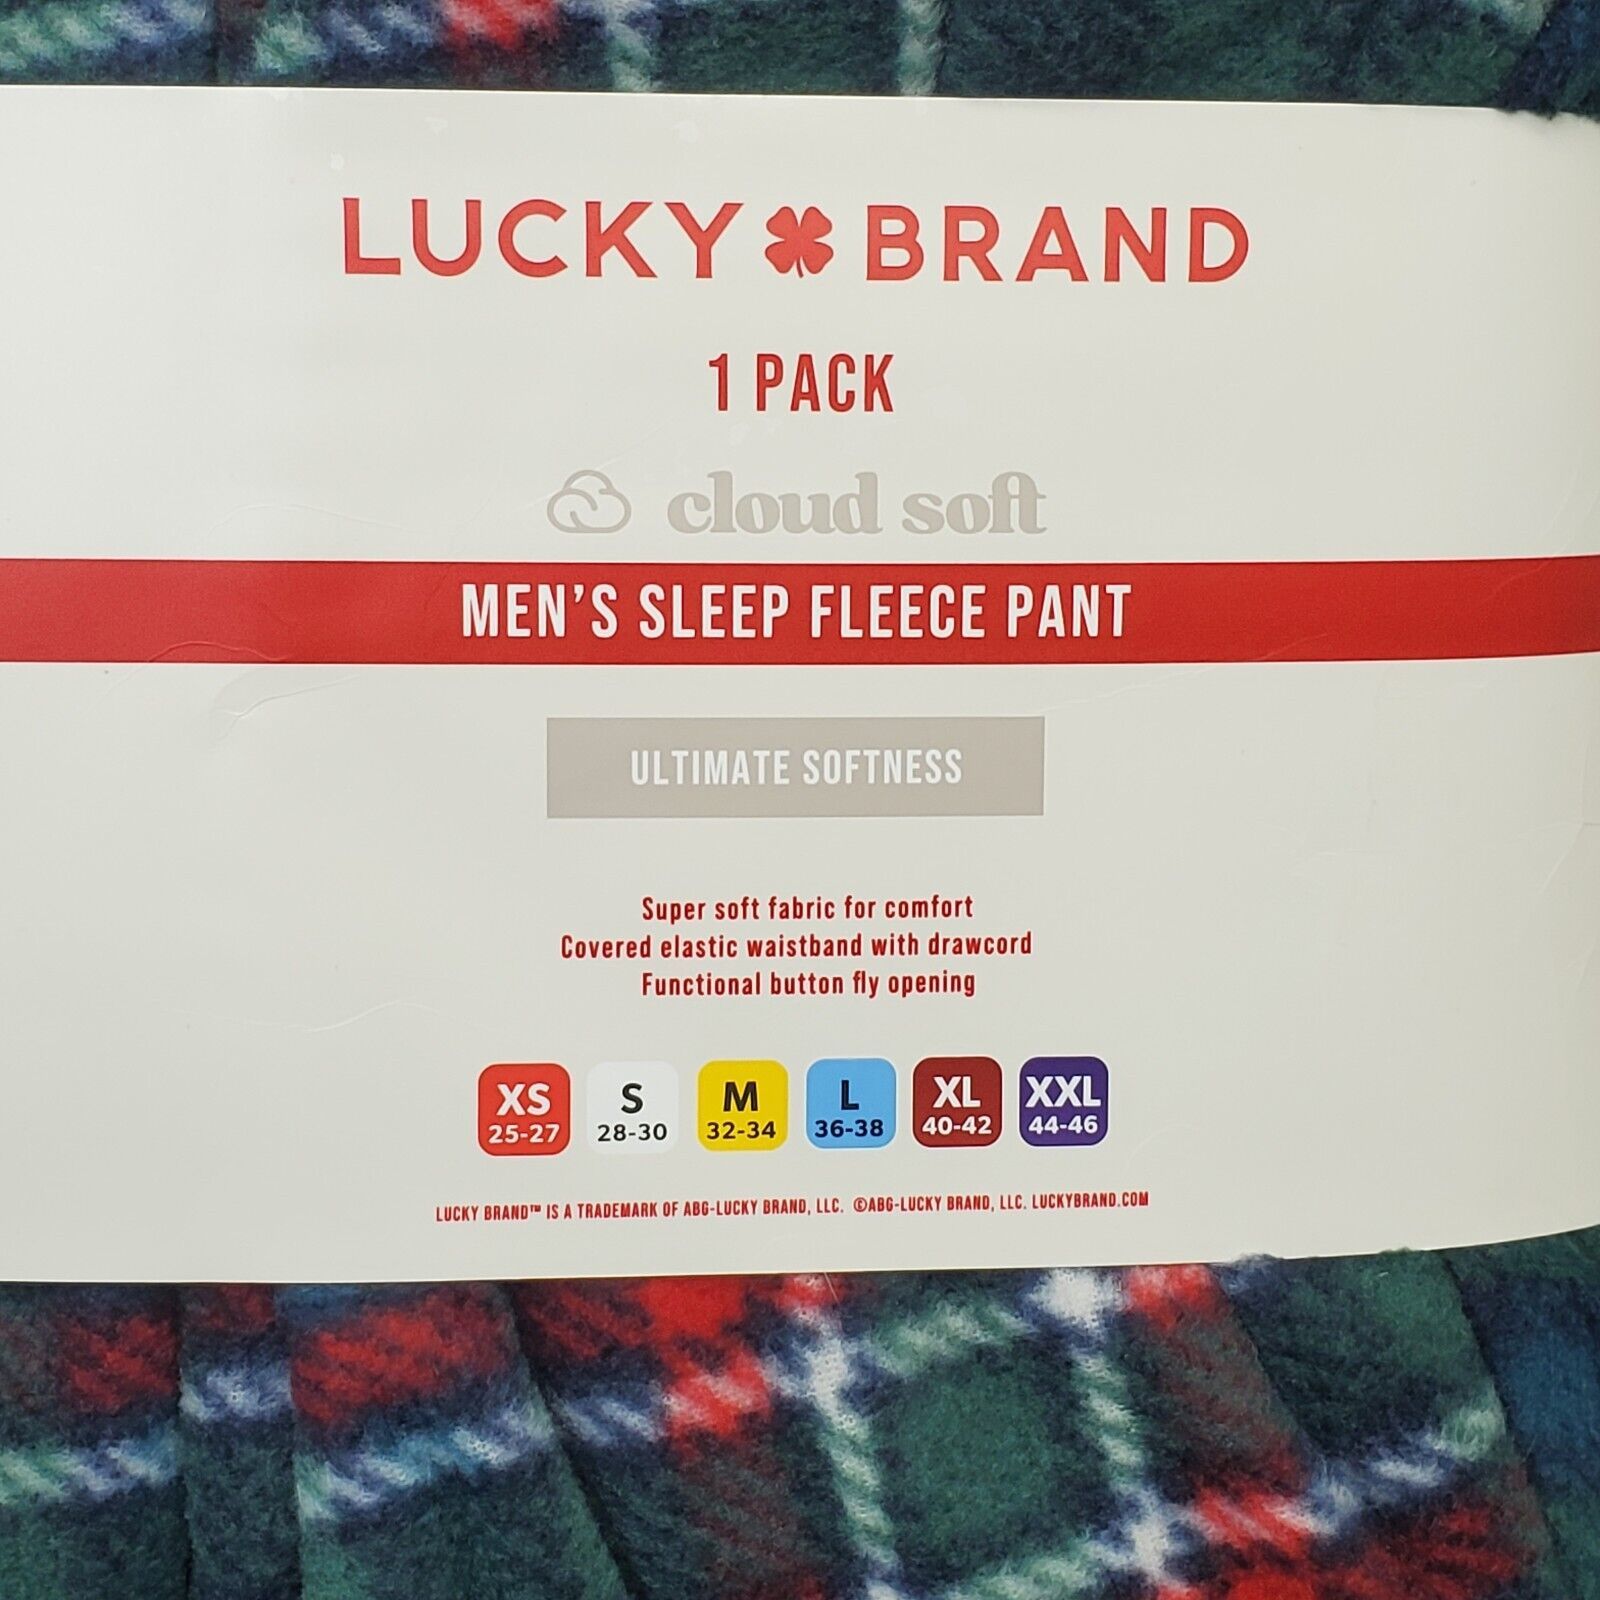 LUCKY BRAND
1 PACK
cloud soft
MEN'S SLEEP FLEECE PANT
ULTIMATE SOFTNESS
Super soft fabric for comfort
Covered elastic waistband with drawcord
Functional button fly opening
XS S M L XL XXL
25-27 28-30 32-34 36-38 40-42 44-46
LUCKY BRAND™ IS A TRADEMARK OF ABG-LUCKY BRAND, LLC. ©ABG-LUCKY BRAND, LLC. LUCKYBRAND.COM